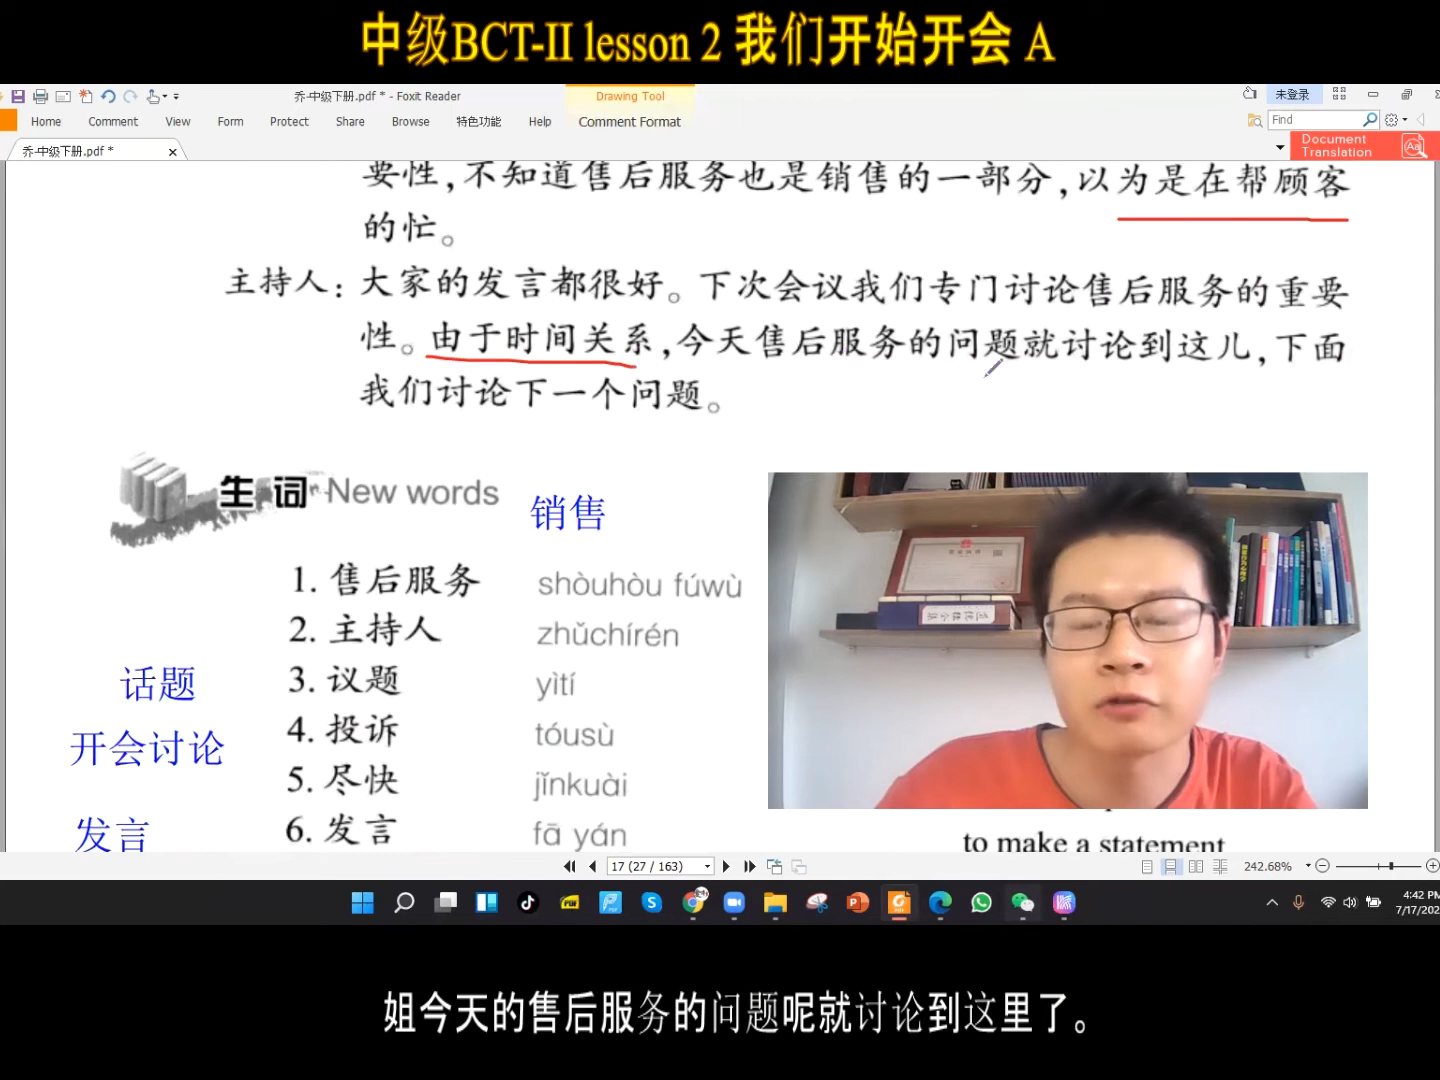 中级BCT-II lesson 2 我们开始开会 A
乔-中级下册.pdf * - Foxit Reader
Drawing Tool
未登录
Home Comment View Form Protect Share Browse 特色功能 Help Comment Format
Find
乔-中级下册.pdf *
Document Translation
要性，不知道售后服务也是销售的一部分，以为是在帮顾客
的忙。
主持人：大家的发言都很好。下次会议我们专门讨论售后服务的重要
性。由于时间关系，今天售后服务的问题就讨论到这儿，下面
我们讨论下一个问题。
生词 New words
销售
1. 售后服务 shòuhòu fúwù
2. 主持人 zhǔchírén
话题
3. 议题 yìtí
开会讨论
4. 投诉 tóusù
5. 尽快 jǐnkuài
发言
6. 发言 fā yán
to make a statement
17 (27 / 163)
242.68%
4:42 PM
7/17/202
姐今天的售后服务的问题呢就讨论到这里了。